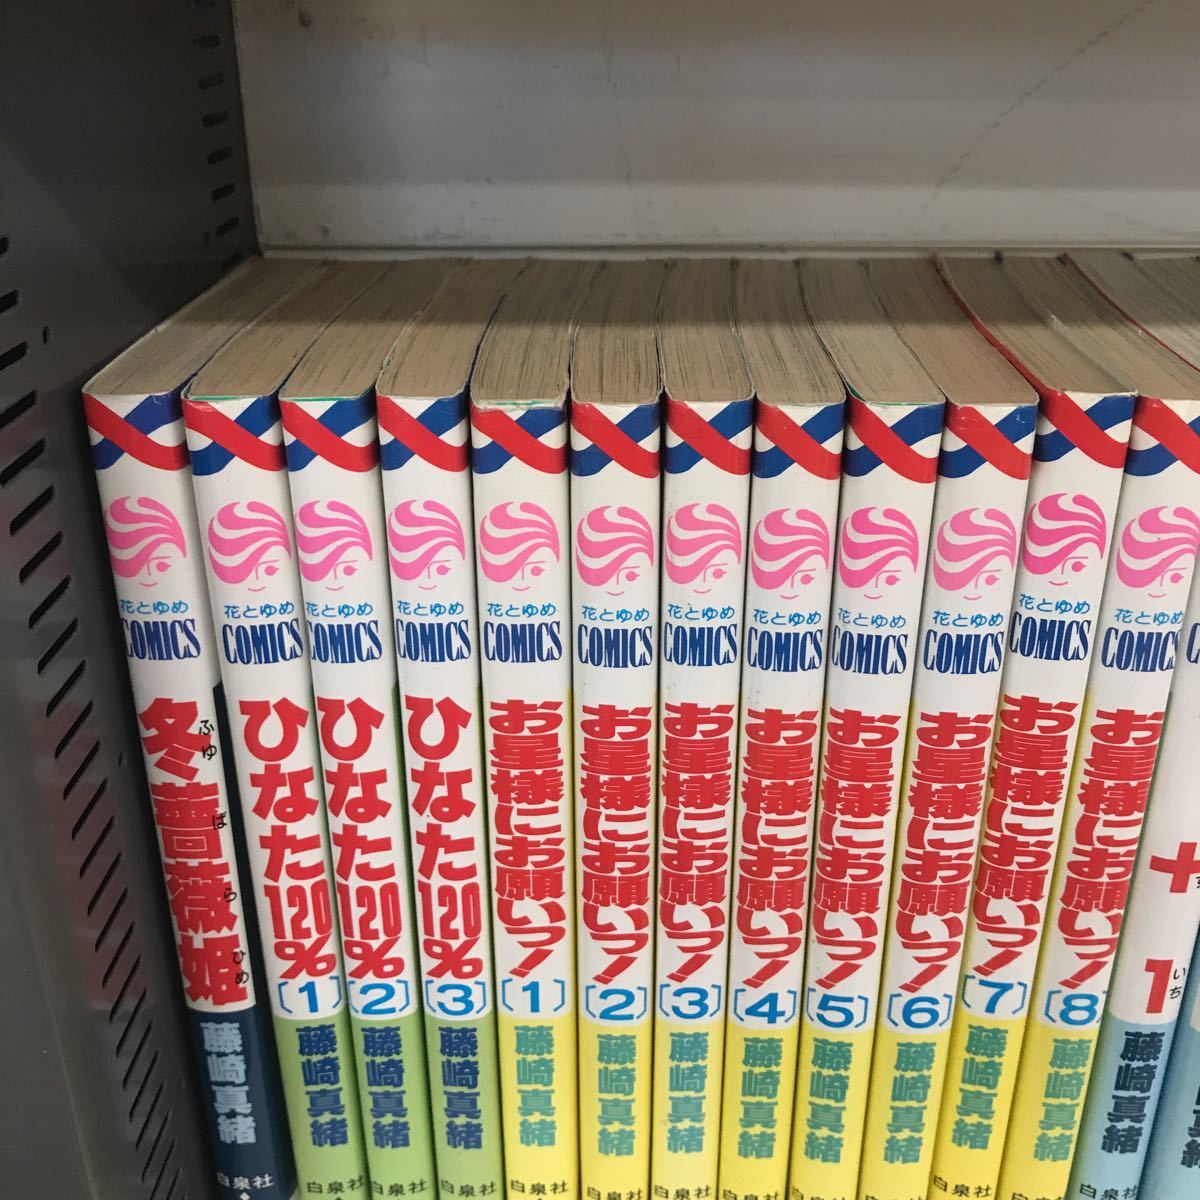 花とゆめ
COMICS
冬薔薇姫
ふゆばらひめ
藤崎真緒
白泉社
花とゆめ
COMICS
ひなた120%
[1]
藤崎真緒
白泉社
花とゆめ
COMICS
ひなた120%
[2]
藤崎真緒
白泉社
花とゆめ
COMICS
ひなた120%
[3]
藤崎真緒
白泉社
花とゆめ
COMICS
お星様にお願いっ!
[1]
藤崎真緒
白泉社
花とゆめ
COMICS
お星様にお願いっ!
[2]
藤崎真緒
白泉社
花とゆめ
COMICS
お星様にお願いっ!
[3]
藤崎真緒
白泉社
花とゆめ
COMICS
お星様にお願いっ!
[4]
藤崎真緒
白泉社
花とゆめ
COMICS
お星様にお願いっ!
[5]
藤崎真緒
白泉社
花とゆめ
COMICS
お星様にお願いっ!
[6]
藤崎真緒
白泉社
花とゆめ
COMICS
お星様にお願いっ!
[7]
藤崎真緒
白泉社
花とゆめ
COMICS
お星様にお願いっ!
[8]
藤崎真緒
+1
いち
藤崎真緒